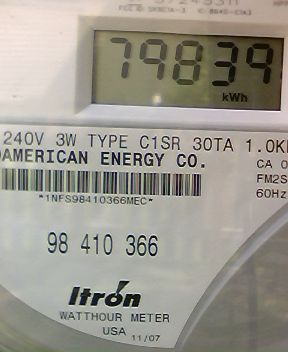 79839
kWh
240V 3W TYPE C1SR 30TA 1.0K
AMERICAN ENERGY CO.
*1NFS98410366MEC*
CA 0
FM2S
60Hz
98 410 366
Itron
WATTHOUR METER
USA 11/07